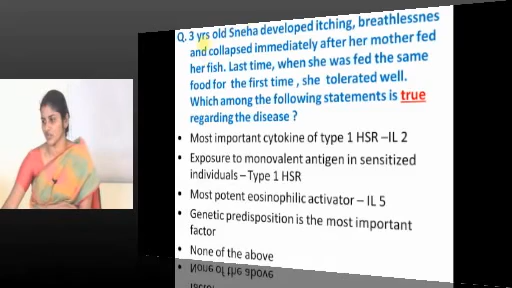 Q. 3 yrs old Sneha developed itching, breathlessnes
and collapsed immediately after her mother fed
her fish. Last time, when she was fed the same
food for the first time , she tolerated well.
Which among the following statements is true
regarding the disease ?
• Most important cytokine of type 1 HSR –IL 2
• Exposure to monovalent antigen in sensitized
individuals – Type 1 HSR
• Most potent eosinophilic activator – IL 5
• Genetic predisposition is the most important
factor
• None of the above